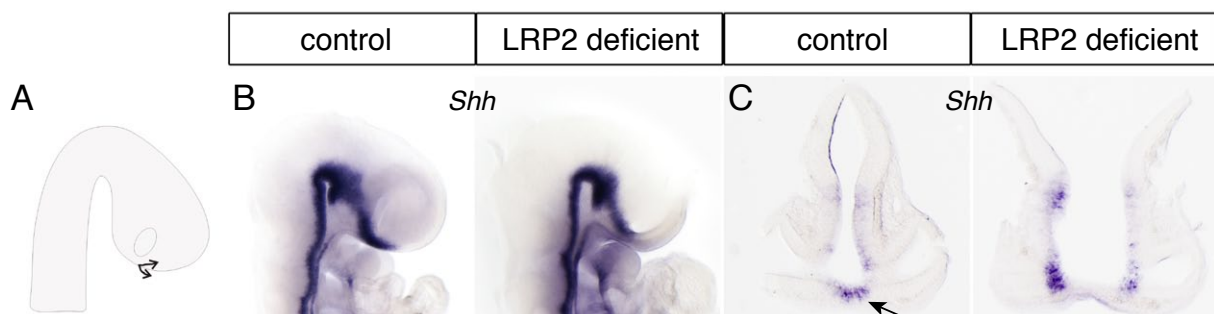 control LRP2 deficient control LRP2 deficient
A B Shh C Shh